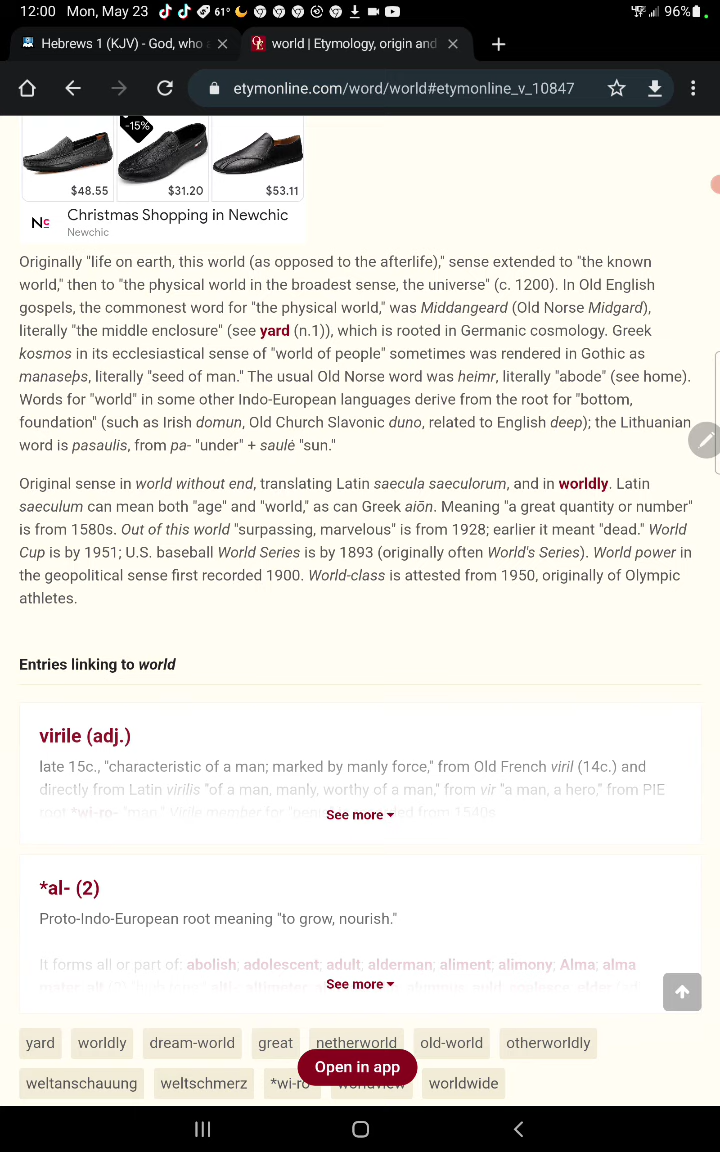 12:00 Mon, May 23 61° 96%
Hebrews 1 (KJV) - God, who world | Etymology, origin and
etymonline.com/word/world#etymonline_v_10847
-15%
$48.55 $31.20 $53.11
Christmas Shopping in Newchic
Newchic
Originally "life on earth, this world (as opposed to the afterlife)," sense extended to "the known
world," then to "the physical world in the broadest sense, the universe" (c. 1200). In Old English
gospels, the commonest word for "the physical world," was Middangeard (Old Norse Midgard),
literally "the middle enclosure" (see yard (n.1)), which is rooted in Germanic cosmology. Greek
kosmos in its ecclesiastical sense of "world of people" sometimes was rendered in Gothic as
manaseþs, literally "seed of man." The usual Old Norse word was heimr, literally "abode" (see home).
Words for "world" in some other Indo-European languages derive from the root for "bottom,
foundation" (such as Irish domun, Old Church Slavonic duno, related to English deep); the Lithuanian
word is pasaulis, from pa- "under" + saulė "sun."
Original sense in world without end, translating Latin saecula saeculorum, and in worldly. Latin
saeculum can mean both "age" and "world," as can Greek aiōn. Meaning "a great quantity or number"
is from 1580s. Out of this world "surpassing, marvelous" is from 1928; earlier it meant "dead." World
Cup is by 1951; U.S. baseball World Series is by 1893 (originally often World's Series). World power in
the geopolitical sense first recorded 1900. World-class is attested from 1950, originally of Olympic
athletes.
Entries linking to world
virile (adj.)
late 15c., "characteristic of a man; marked by manly force," from Old French viril (14c.) and
directly from Latin virilis "of a man, manly, worthy of a man," from vir "a man, a hero," from PIE
root *wi-ro- "man." Virile member for from 1540s.
See more
*al- (2)
Proto-Indo-European root meaning "to grow, nourish."
It forms all or part of: abolish; adolescent; adult; alderman; aliment; alimony; Alma; alma
See more
yard worldly dream-world great netherworld old-world otherworldly
Open in app
weltanschauung weltschmerz *wi-ro worldview worldwide